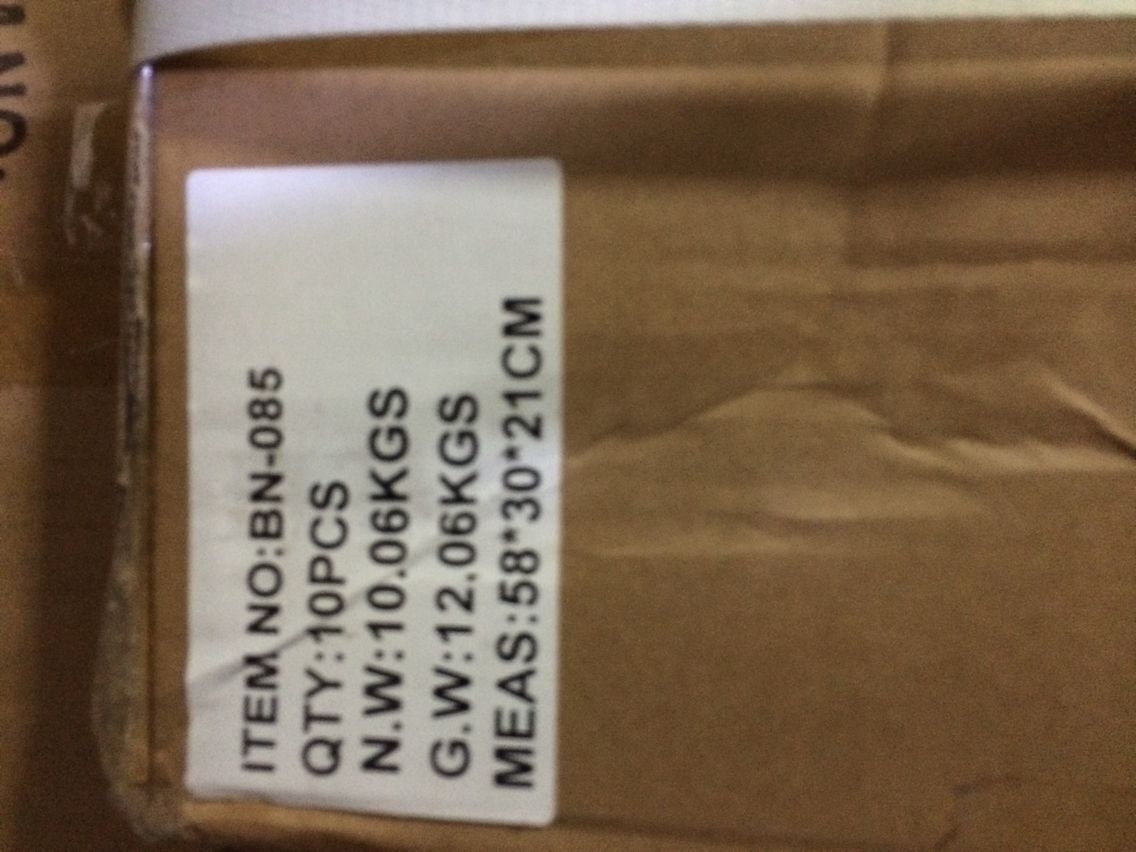 ITEM NO:BN-085
QTY:10PCS
N.W:10.06KGS
G.W:12.06KGS
MEAS:58*30*21CM